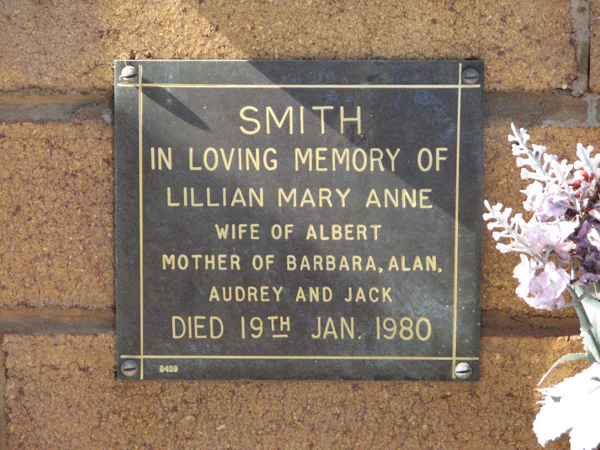 SMITH
IN LOVING MEMORY OF
LILLIAN MARY ANNE
WIFE OF ALBERT
MOTHER OF BARBARA, ALAN,
AUDREY AND JACK
DIED 19TH JAN. 1980
9459